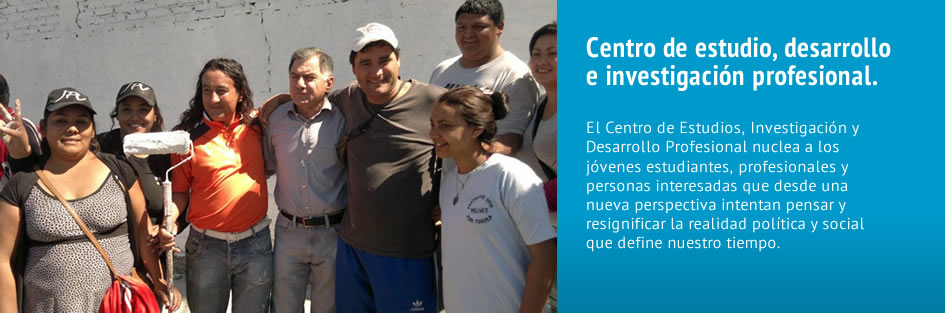 Centro de estudio, desarrollo
e investigación profesional.
El Centro de Estudios, Investigación y
Desarrollo Profesional nuclea a los
jóvenes estudiantes, profesionales y
personas interesadas que desde una
nueva perspectiva intentan pensar y
resignificar la realidad política y social
que define nuestro tiempo.